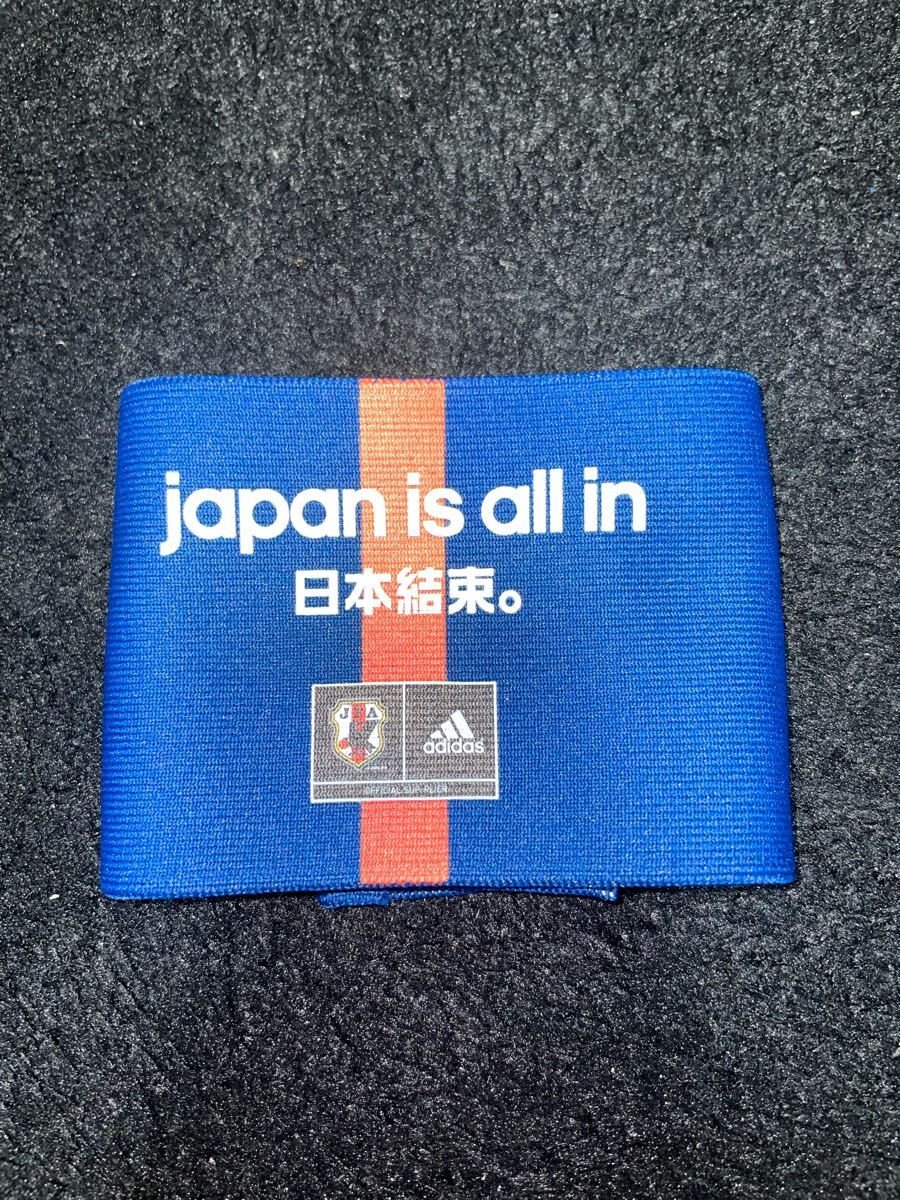 japan is all in
日本結束。
JFA
adidas
OFFICIAL SUPPLIER